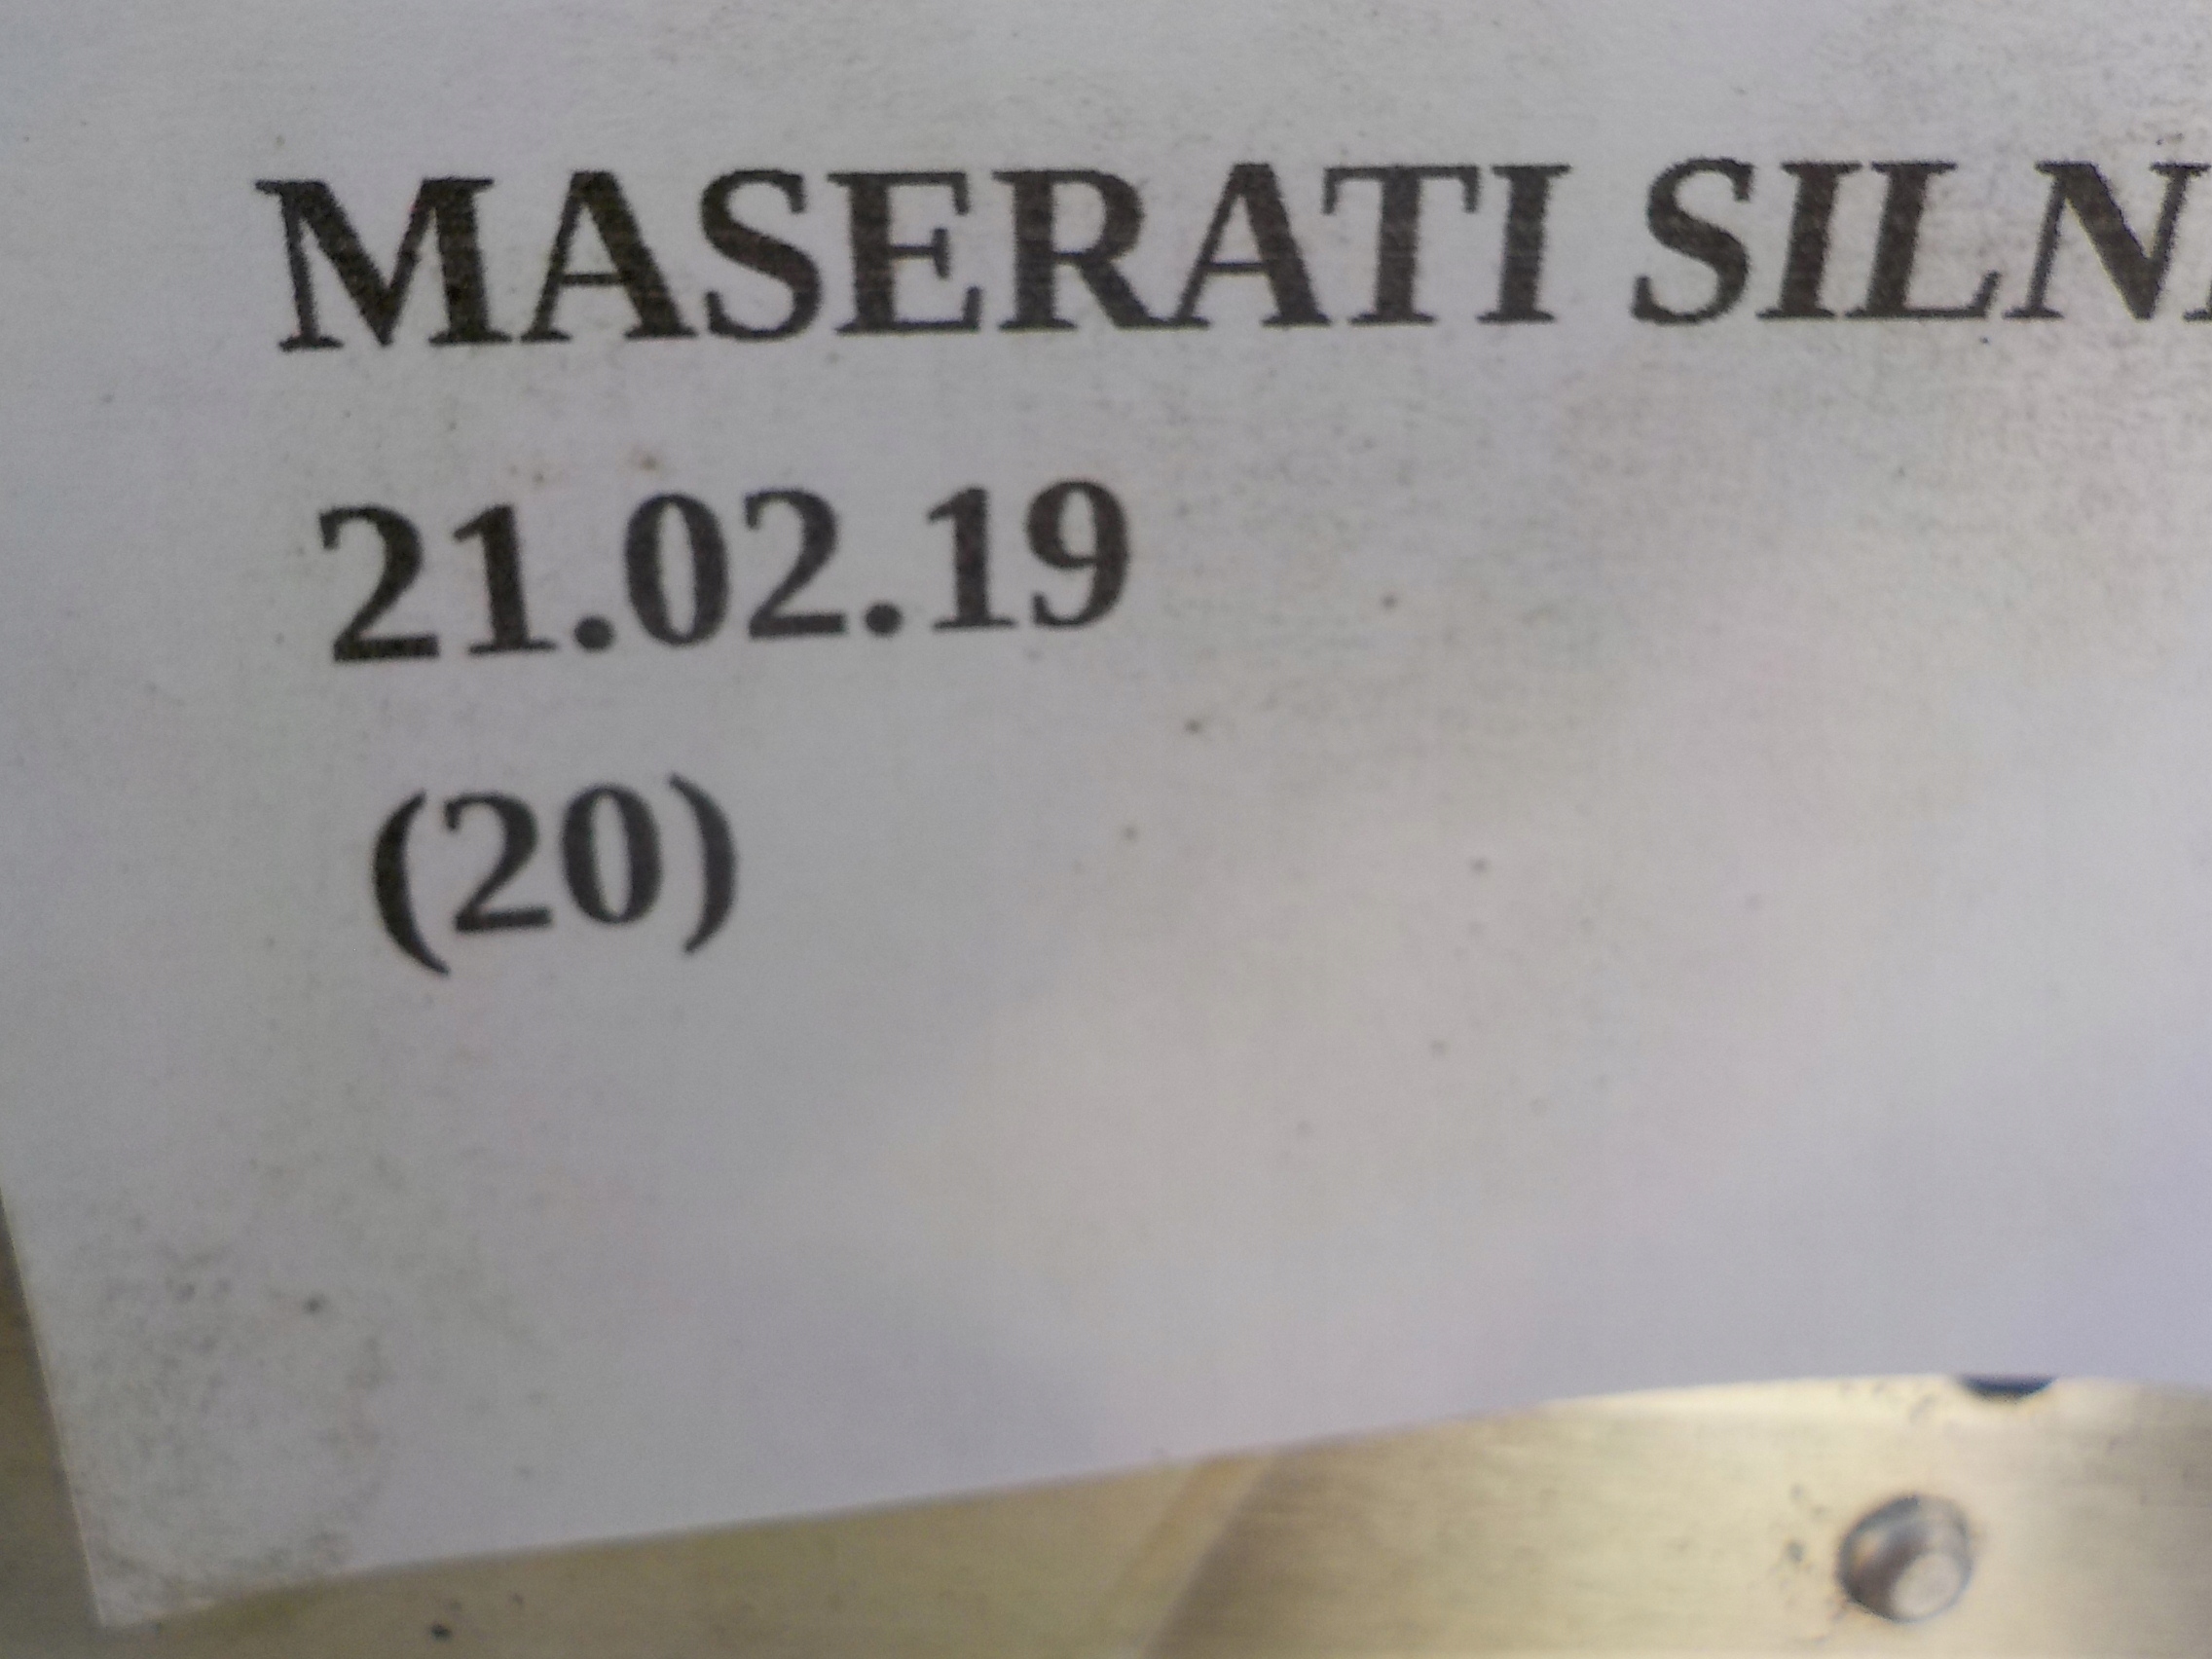 MASERATI SILN
21.02.19
(20)